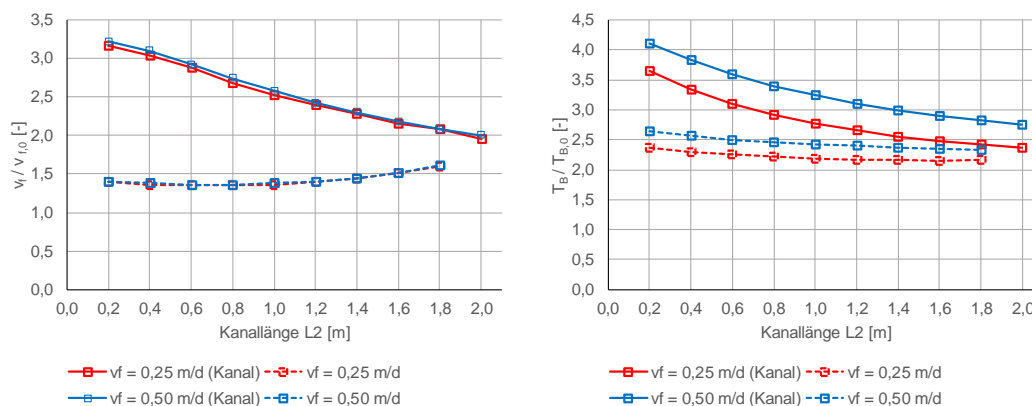 3,5
3,0
2,5
2,0
1,5
1,0
0,5
0,0
v_f / v_f,0 [-]
0,0 0,2 0,4 0,6 0,8 1,0 1,2 1,4 1,6 1,8 2,0
Kanallänge L2 [m]
vf = 0,25 m/d (Kanal) vf = 0,25 m/d
vf = 0,50 m/d (Kanal) vf = 0,50 m/d
4,5
4,0
3,5
3,0
2,5
2,0
1,5
1,0
0,5
0,0
T_B / T_B,0 [-]
0,0 0,2 0,4 0,6 0,8 1,0 1,2 1,4 1,6 1,8 2,0
Kanallänge L2 [m]
vf = 0,25 m/d (Kanal) vf = 0,25 m/d
vf = 0,50 m/d (Kanal) vf = 0,50 m/d